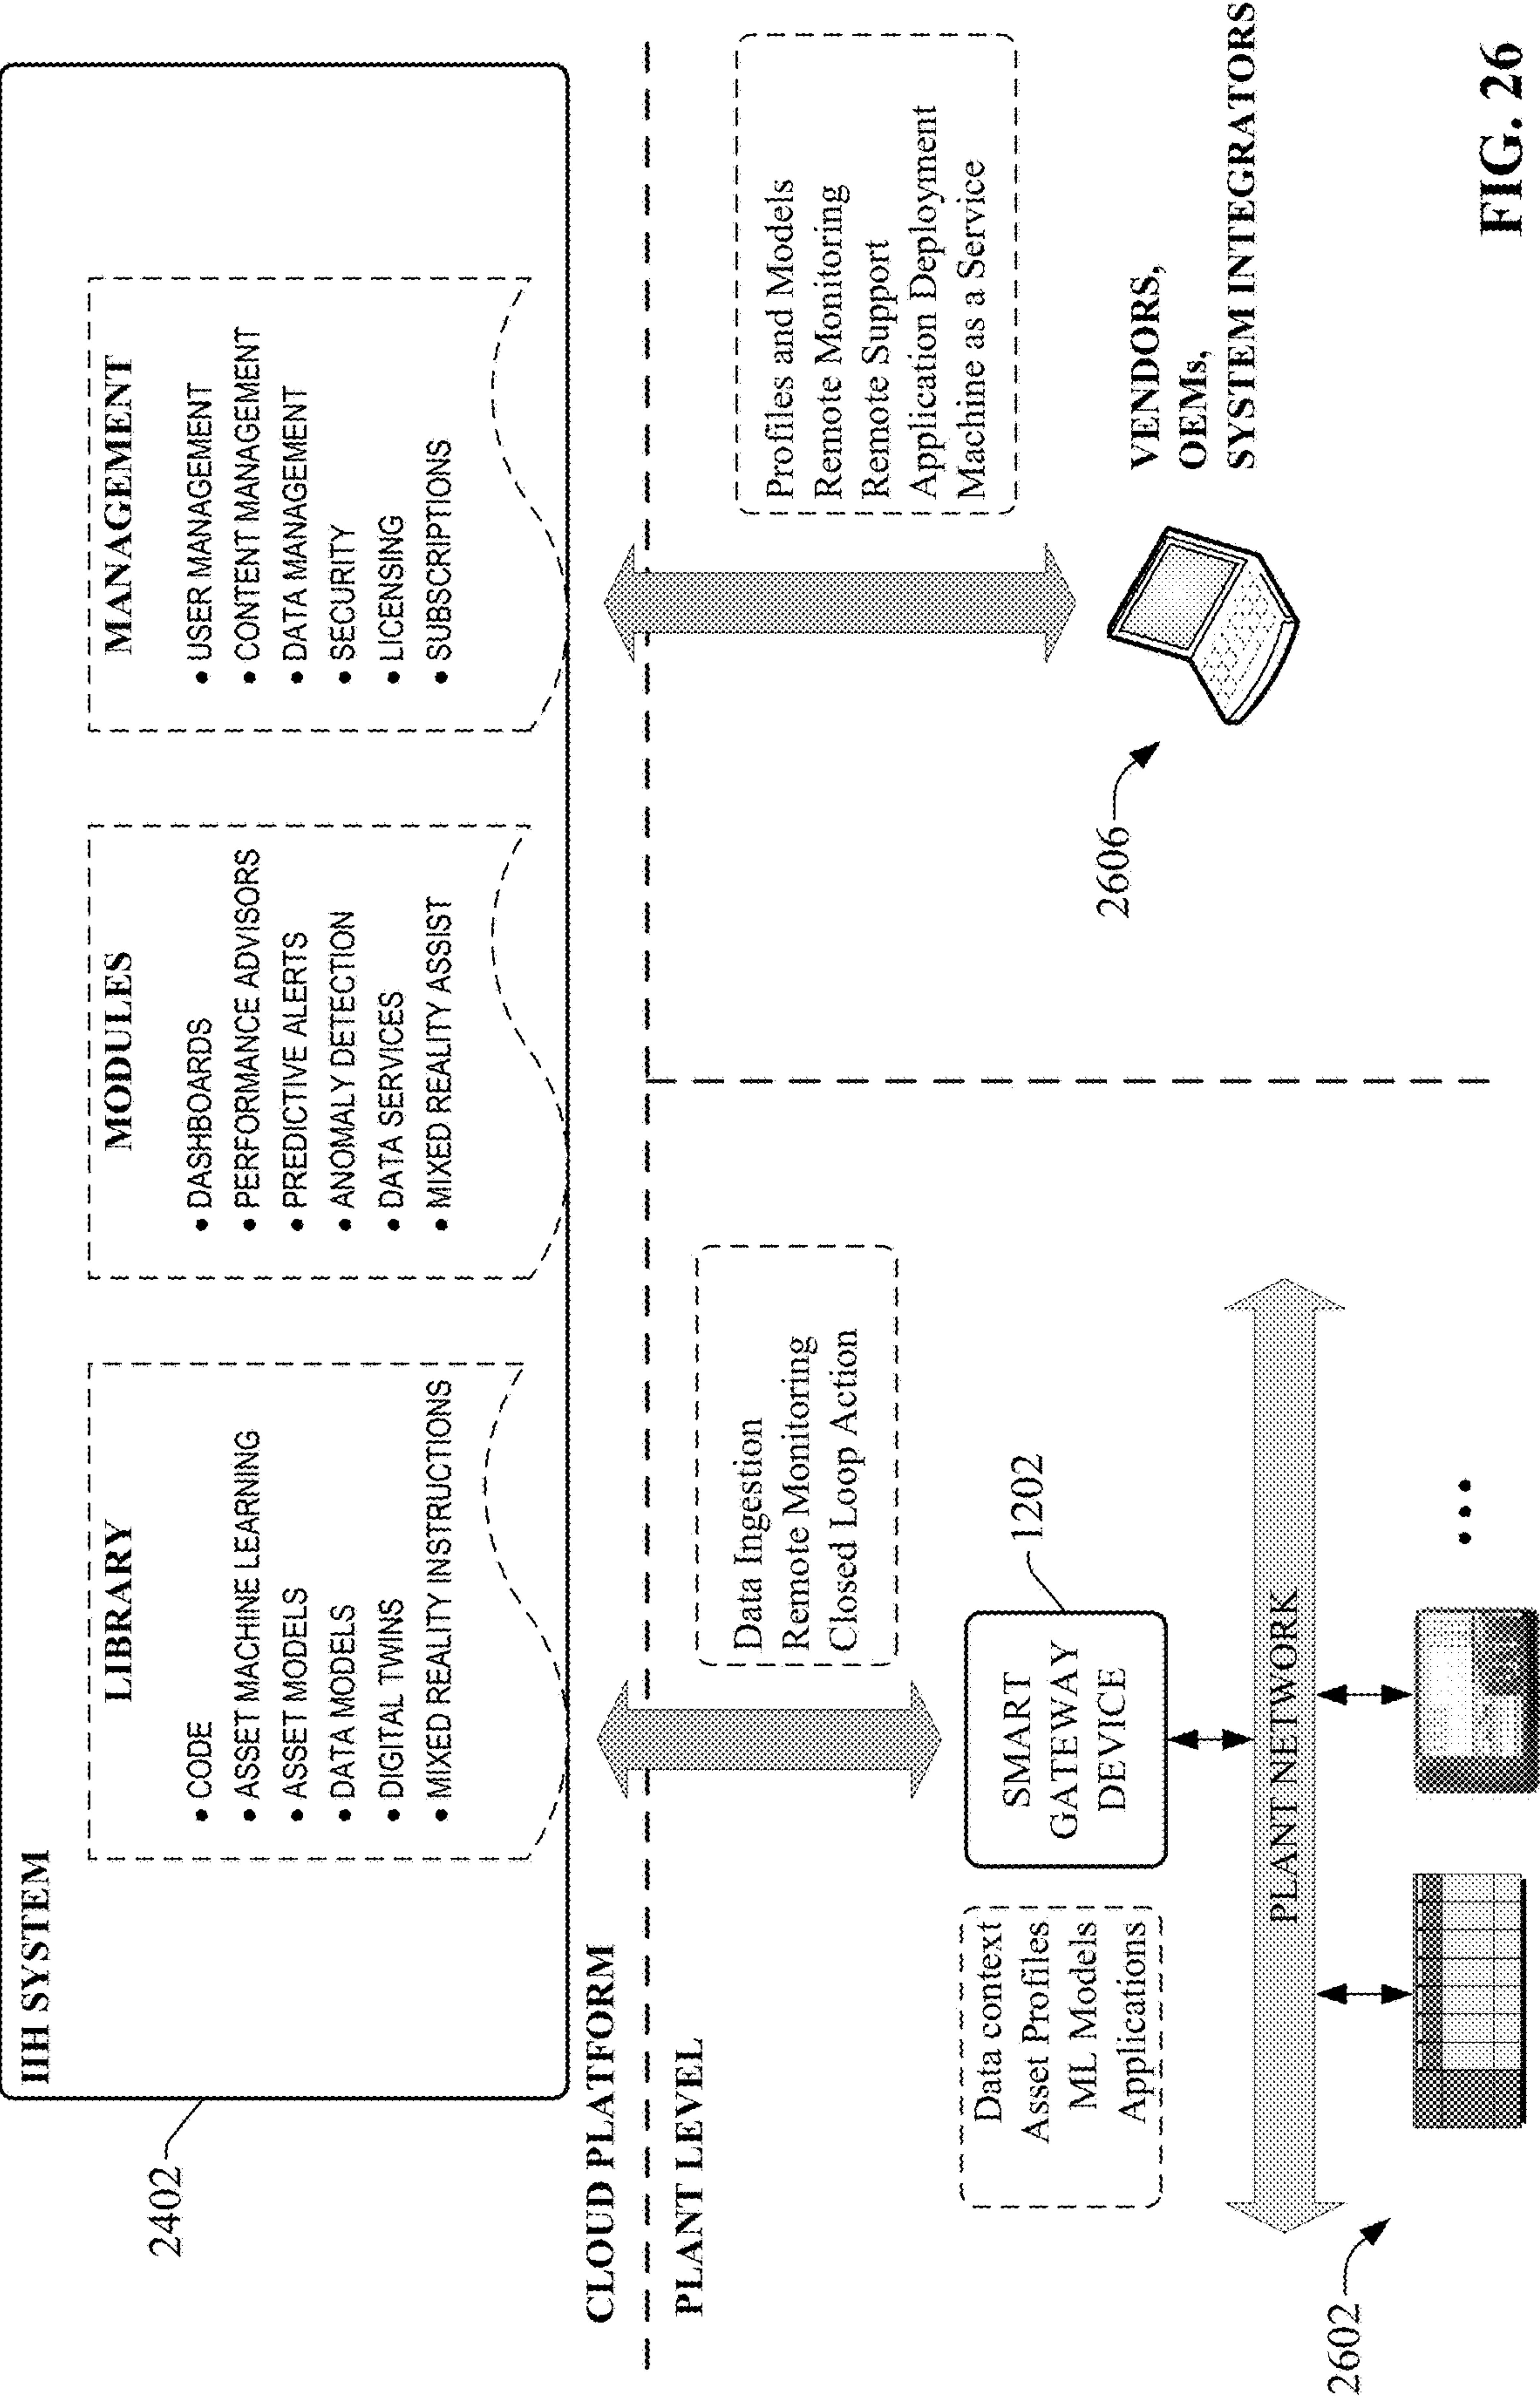 IIH SYSTEM
2402
LIBRARY
• CODE
• ASSET MACHINE LEARNING
• ASSET MODELS
• DATA MODELS
• DIGITAL TWINS
• MIXED REALITY INSTRUCTIONS
MODULES
• DASHBOARDS
• PERFORMANCE ADVISORS
• PREDICTIVE ALERTS
• ANOMALY DETECTION
• DATA SERVICES
• MIXED REALITY ASSIST
MANAGEMENT
• USER MANAGEMENT
• CONTENT MANAGEMENT
• DATA MANAGEMENT
• SECURITY
• LICENSING
• SUBSCRIPTIONS
CLOUD PLATFORM
PLANT LEVEL
Data Ingestion
Remote Monitoring
Closed Loop Action
Data context
Asset Profiles
ML Models
Applications
SMART
GATEWAY
DEVICE
1202
PLANT NETWORK
2602
Profiles and Models
Remote Monitoring
Remote Support
Application Deployment
Machine as a Service
2606
VENDORS,
OEMs,
SYSTEM INTEGRATORS
FIG. 26